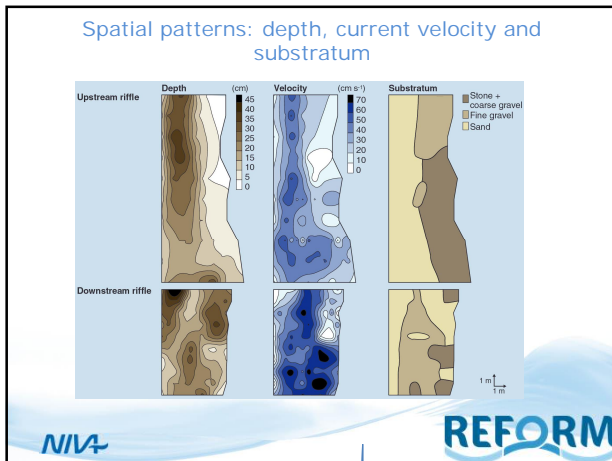 Spatial patterns: depth, current velocity and
substratum
Depth (cm) Velocity (cm s-¹) Substratum
Upstream riffle
45
40
35
30
25
20
15
10
5
0
70
60
50
40
30
20
10
0
Stone +
coarse gravel
Fine gravel
Sand
Downstream riffle
1 m
1 m
NIVA
REFORM